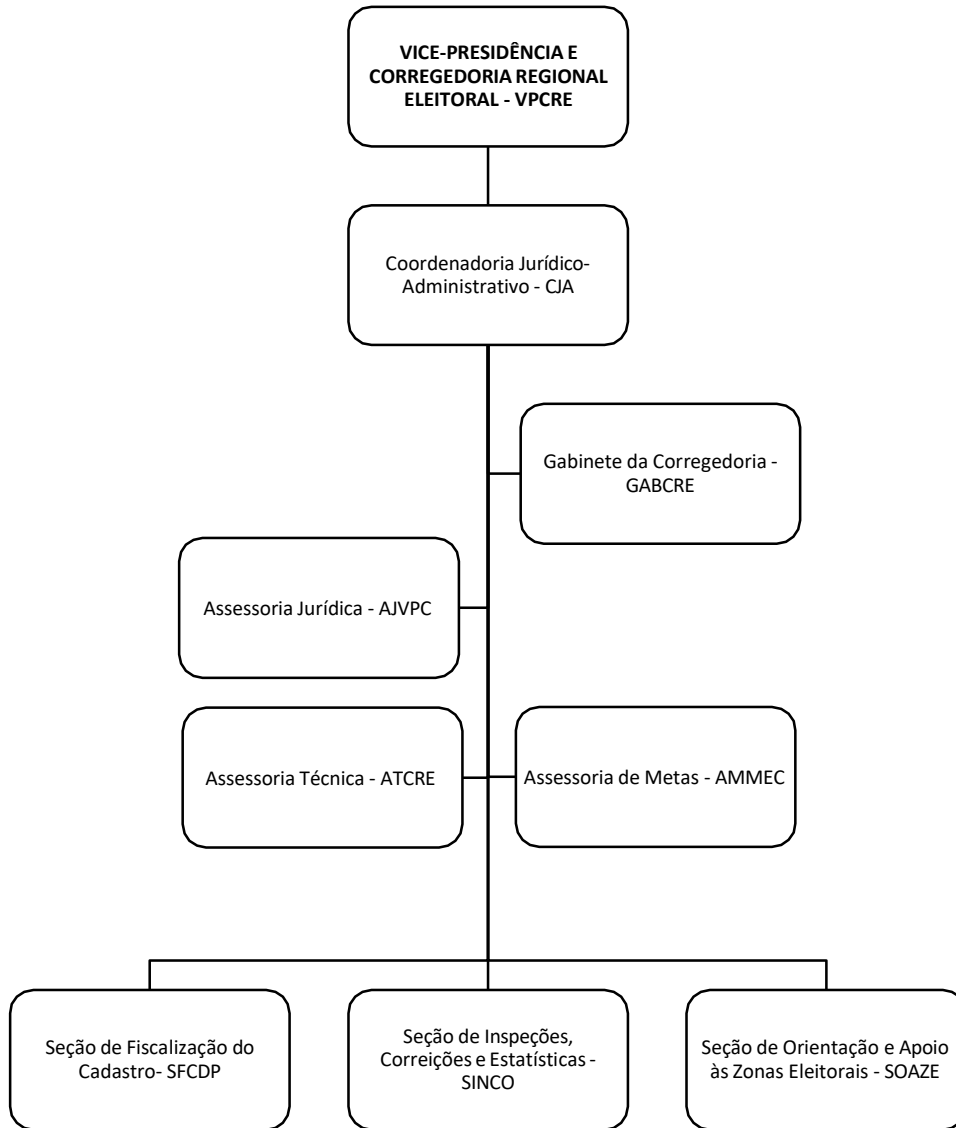 VICE-PRESIDÊNCIA E
CORREGEDORIA REGIONAL
ELEITORAL - VPCRE
Coordenadoria Jurídico-
Administrativo - CJA
Gabinete da Corregedoria -
GABCRE
Assessoria Jurídica - AJVPC
Assessoria Técnica - ATCRE
Assessoria de Metas - AMMEC
Seção de Fiscalização do
Cadastro- SFCDP
Seção de Inspeções,
Correições e Estatísticas -
SINCO
Seção de Orientação e Apoio
às Zonas Eleitorais - SOAZE